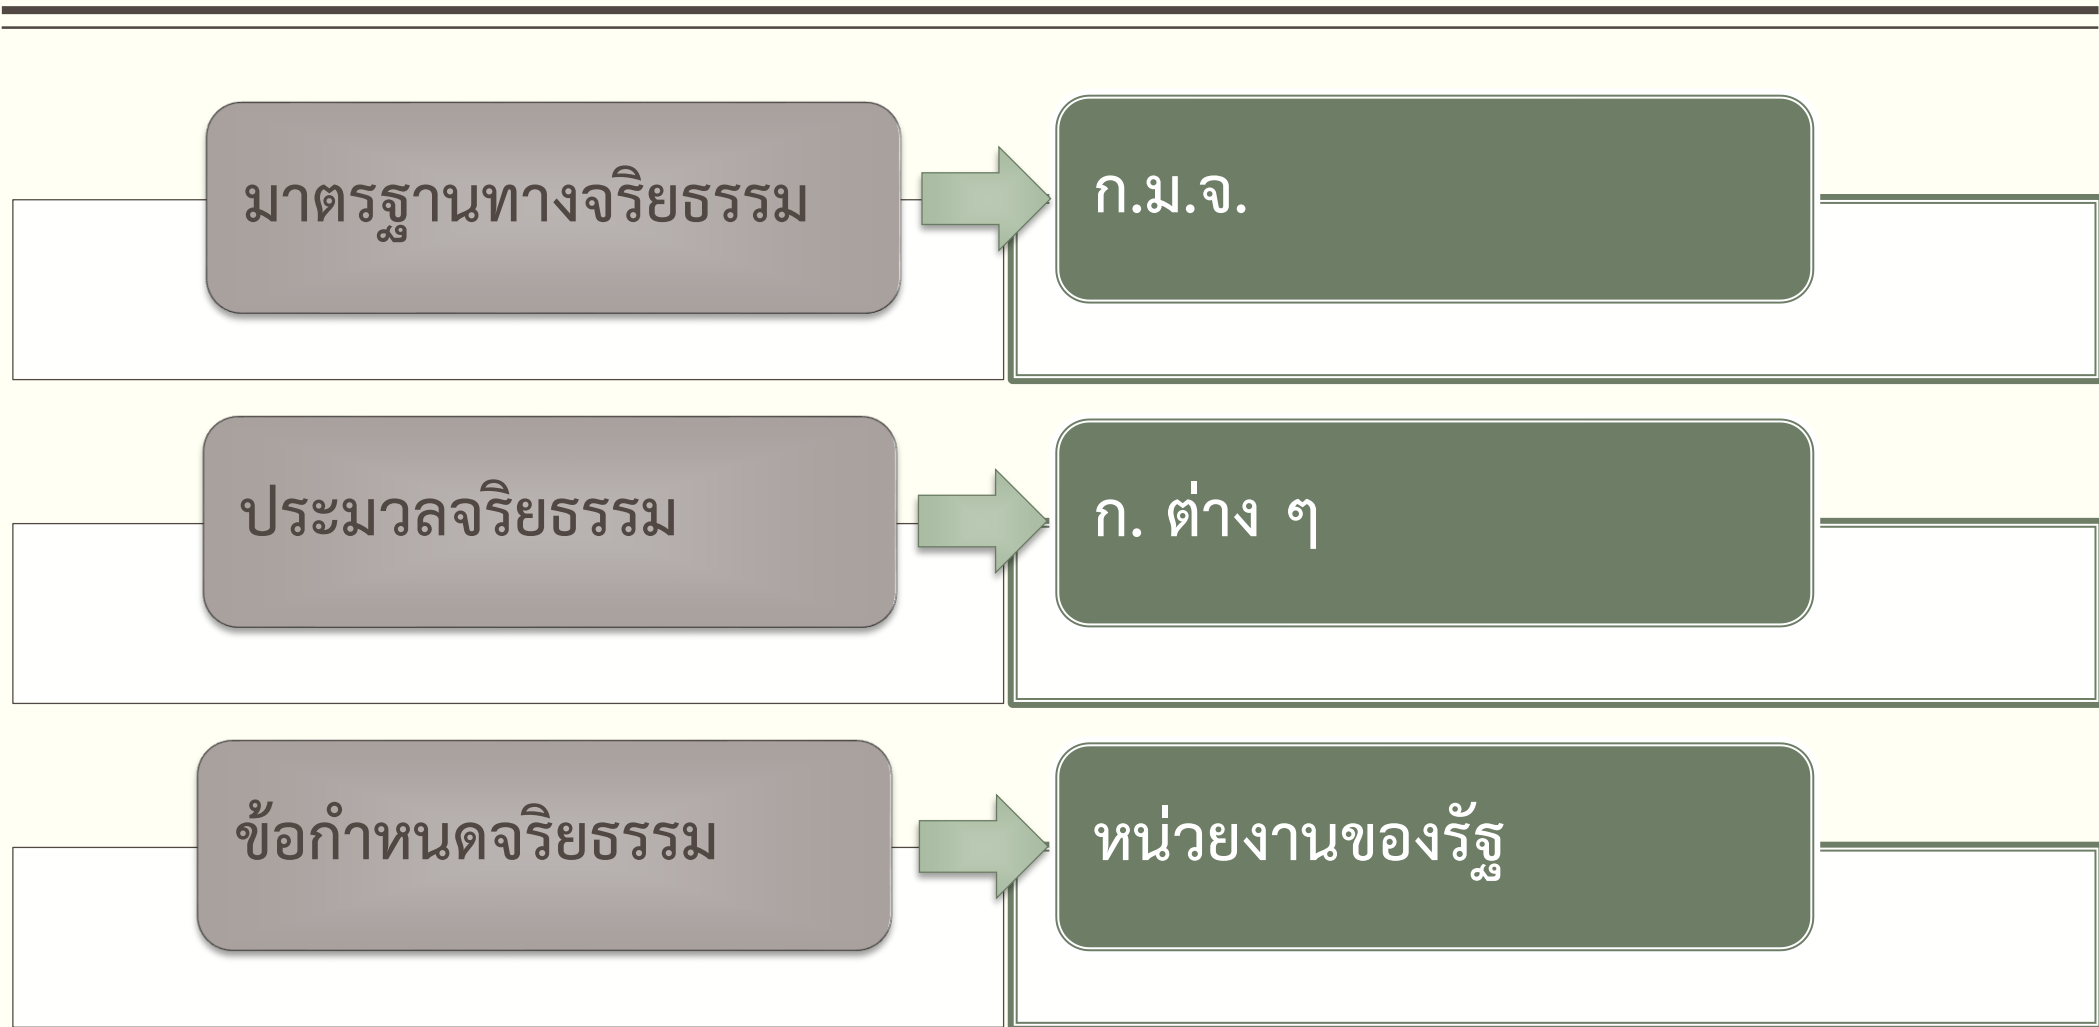 มาตรฐานทางจริยธรรม
ก.ม.จ.
ประมวลจริยธรรม
ก. ต่าง ๆ
ข้อกำหนดจริยธรรม
หน่วยงานของรัฐ